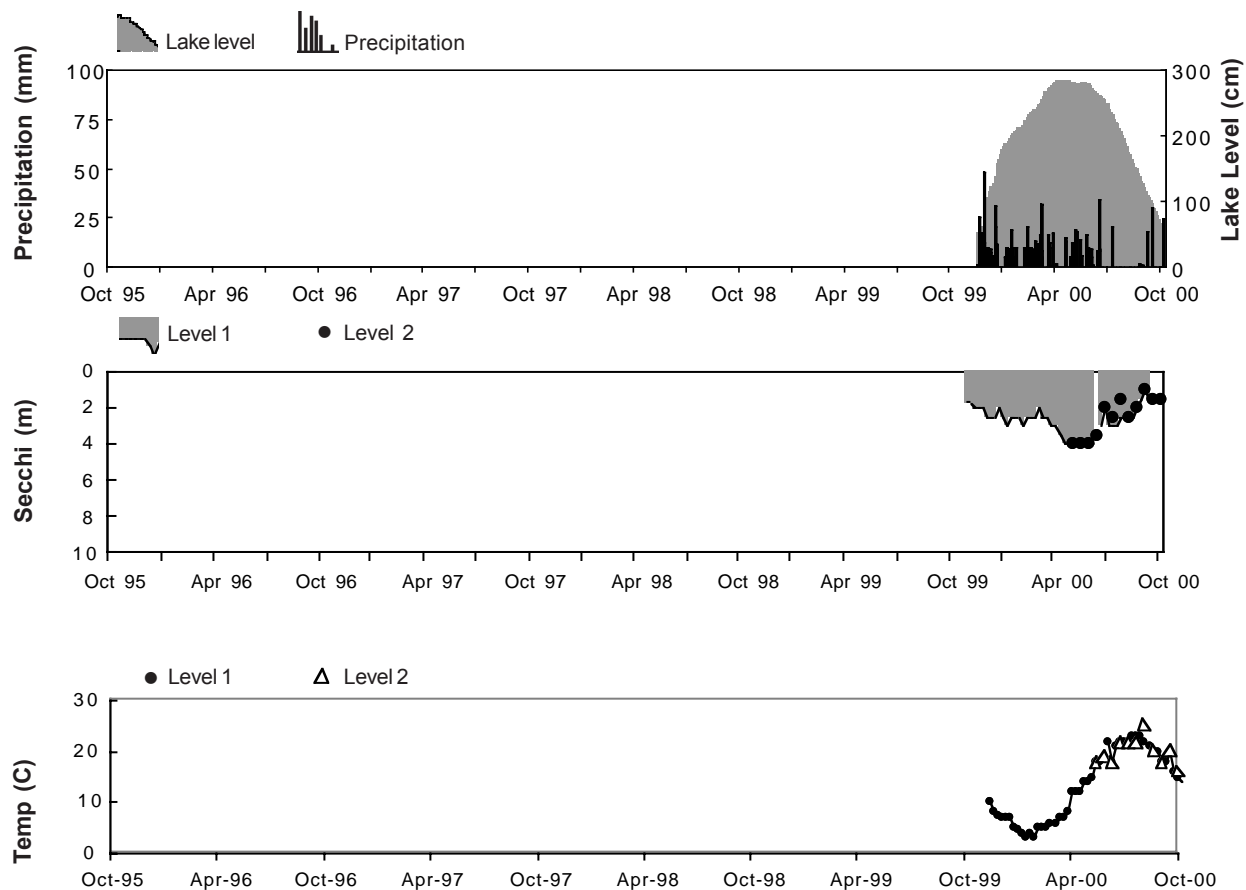 Lake level Precipitation
Precipitation (mm)
100
75
50
25
0
300
200
100
0
Lake Level (cm)
Oct 95 Apr 96 Oct 96 Apr 97 Oct 97 Apr 98 Oct 98 Apr 99 Oct 99 Apr 00 Oct 00
Level 1 Level 2
Secchi (m)
0
2
4
6
8
10
Oct 95 Apr 96 Oct 96 Apr 97 Oct 97 Apr 98 Oct 98 Apr 99 Oct 99 Apr 00 Oct 00
Level 1 Level 2
Temp (C)
30
20
10
0
Oct-95 Apr-96 Oct-96 Apr-97 Oct-97 Apr-98 Oct-98 Apr-99 Oct-99 Apr-00 Oct-00